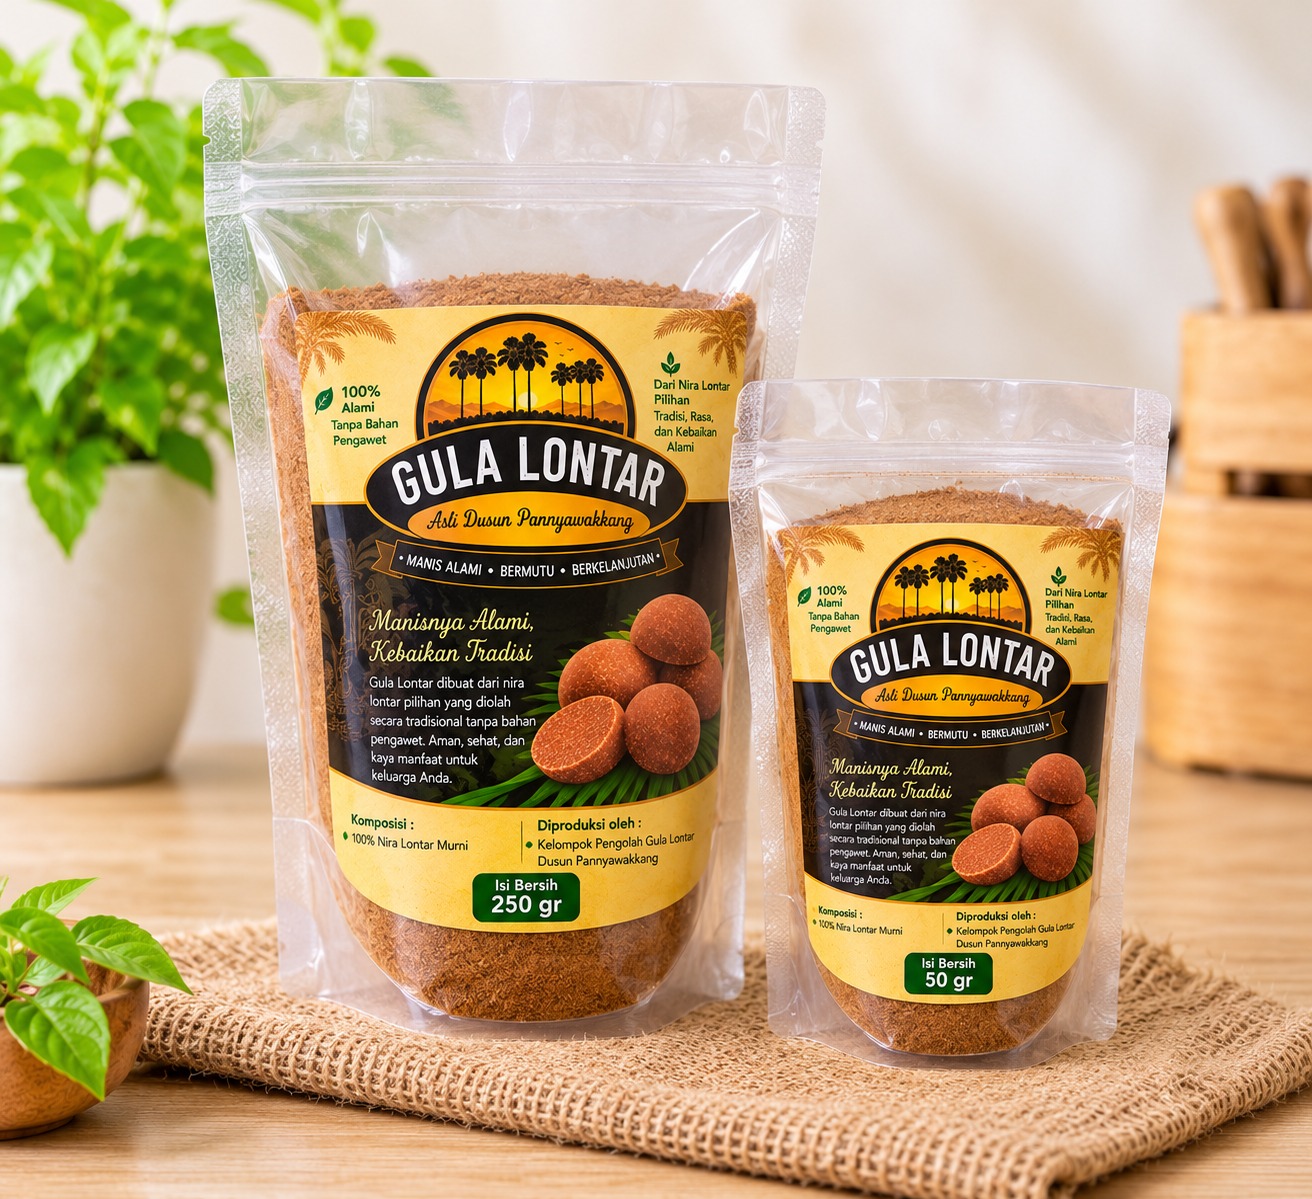 100%
Alami
Tanpa Bahan
Pengawet
Dari Nira Lontar
Pilihan
Tradisi, Rasa,
dan Kebaikan
Alami
GULA LONTAR
Asli Dusun Pannyawakkang
• MANIS ALAMI • BERMUTU • BERKELANJUTAN •
Manisnya Alami,
Kebaikan Tradisi
Gula Lontar dibuat dari nira
lontar pilihan yang diolah
secara tradisional tanpa bahan
pengawet. Aman, sehat, dan
kaya manfaat untuk
keluarga Anda.
Komposisi :
• 100% Nira Lontar Murni
Diproduksi oleh :
• Kelompok Pengolah Gula Lontar
Dusun Pannyawakkang
Isi Bersih
250 gr
100%
Alami
Tanpa Bahan
Pengawet
Dari Nira Lontar
Pilihan
Tradisi, Rasa,
dan Kebaikan
Alami
GULA LONTAR
Asli Dusun Pannyawakkang
• MANIS ALAMI • BERMUTU • BERKELANJUTAN •
Manisnya Alami,
Kebaikan Tradisi
Gula Lontar dibuat dari nira
lontar pilihan yang diolah
secara tradisional tanpa bahan
pengawet. Aman, sehat, dan
kaya manfaat untuk
keluarga Anda.
Komposisi :
• 100% Nira Lontar Murni
Diproduksi oleh :
• Kelompok Pengolah Gula Lontar
Dusun Pannyawakkang
Isi Bersih
50 gr